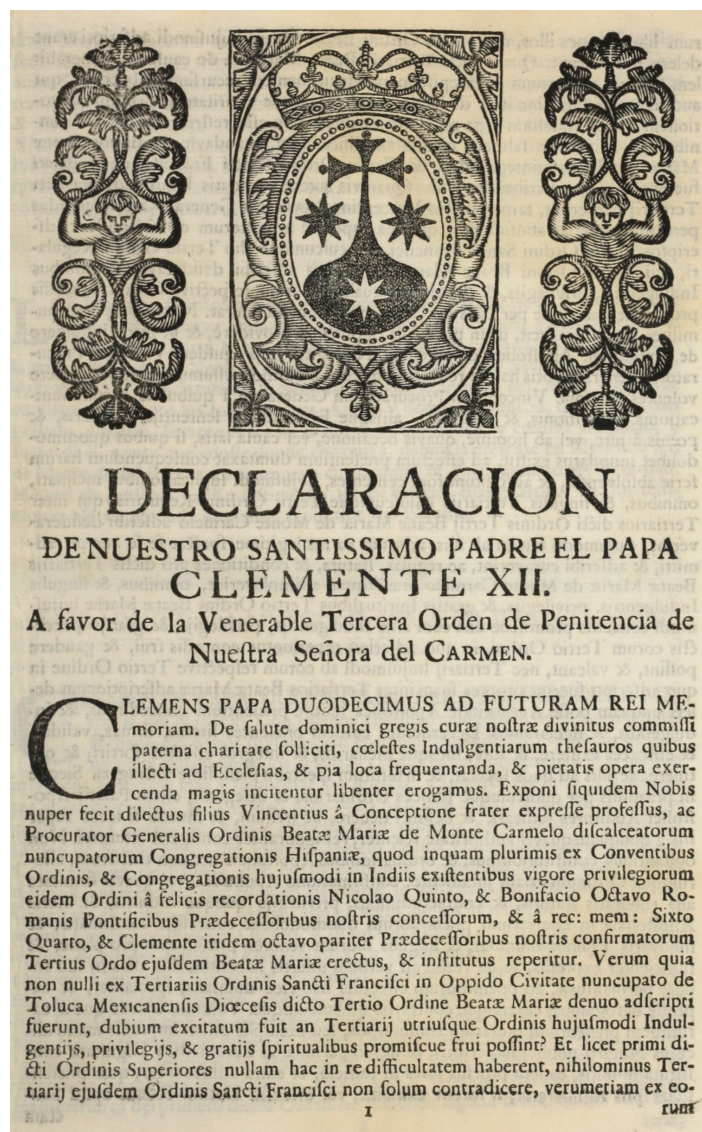 DECLARACION
DE NUESTRO SANTISSIMO PADRE EL PAPA
CLEMENTE XII.
A favor de la Venerable Tercera Orden de Penitencia de
Nueſtra Señora del CARMEN.
CLEMENS PAPA DUODECIMUS AD FUTURAM REI ME-
moriam. De ſalute dominici gregis curæ noſtræ divinitus commiſſi
paterna charitate ſolliciti, cœleſtes Indulgentiarum theſauros quibus
illecti ad Eccleſias, & pia loca frequentanda, & pietatis opera exer-
cenda magis incitentur libenter erogamus. Exponi ſiquidem Nobis
nuper fecit dilectus filius Vincentius â Conceptione frater expreſſe profeſſus, ac
Procurator Generalis Ordinis Beatæ Mariæ de Monte Carmelo diſcalceatorum
nuncupatorum Congregationis Hiſpaniæ, quod inquam plurimis ex Conventibus
Ordinis, & Congregationis hujuſmodi in Indiis exiſtentibus vigore privilegiorum
eidem Ordini â felicis recordationis Nicolao Quinto, & Bonifacio Octavo Ro-
manis Pontificibus Prædeceſſoribus noſtris conceſſorum, & â rec: mem: Sixto
Quarto, & Clemente itidem octavo pariter Prædeceſſoribus noſtris confirmatorum
Tertius Ordo ejuſdem Beatæ Mariæ erectus, & inſtitutus reperitur. Verum quia
non nulli ex Tertiariis Ordinis Sancti Franciſci in Oppido Civitate nuncupato de
Toluca Mexicanenſis Diœceſis dicto Tertio Ordine Beatæ Mariæ denuo adſcripti
fuerunt, dubium excitatum fuit an Tertiarij utriuſque Ordinis hujuſmodi Indul-
gentijs, privilegijs, & gratijs ſpiritualibus promiſcue frui poſſint? Et licet primi di-
cti Ordinis Superiores nullam hac in re difficultatem haberent, nihilominus Ter-
tiarij ejuſdem Ordinis Sancti Franciſci non ſolum contradicere, verumetiam ex eo-
1
rum